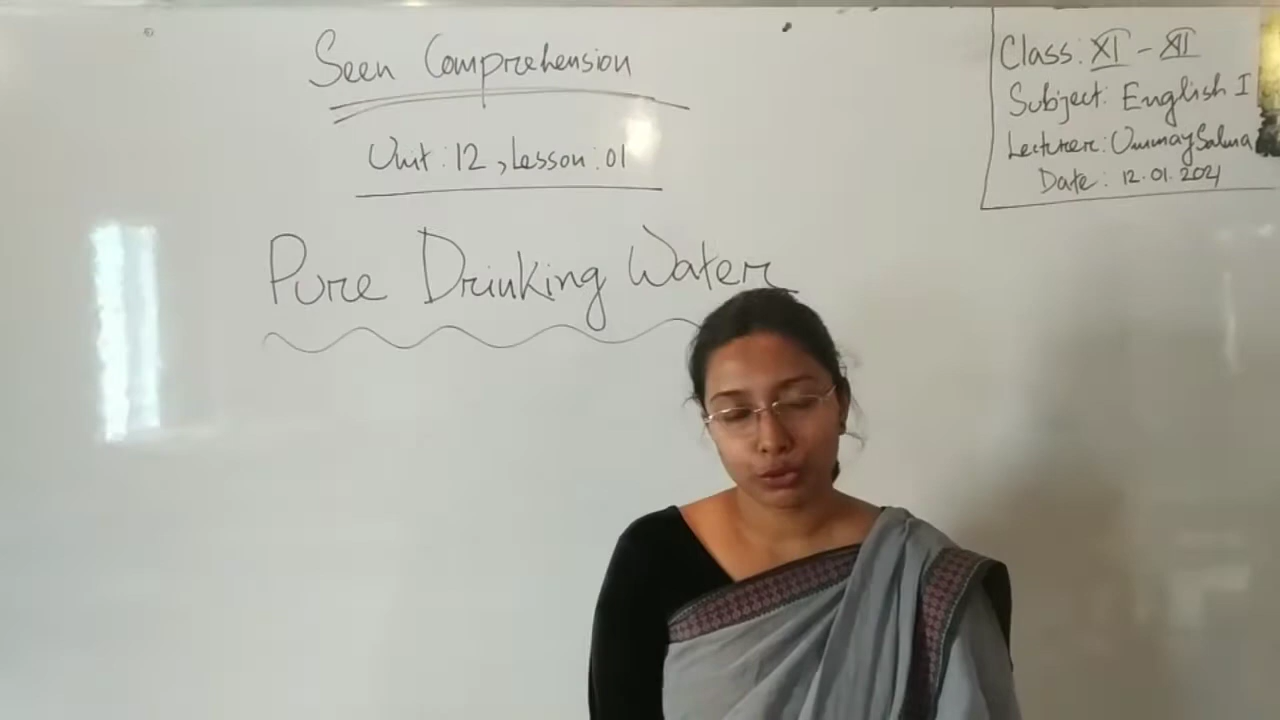 Seen Comprehension
Unit: 12, Lesson: 01
Pure Drinking Water
Class: XI - XII
Subject: English I
Lecturer: Ummay Salma
Date: 12.01.2021